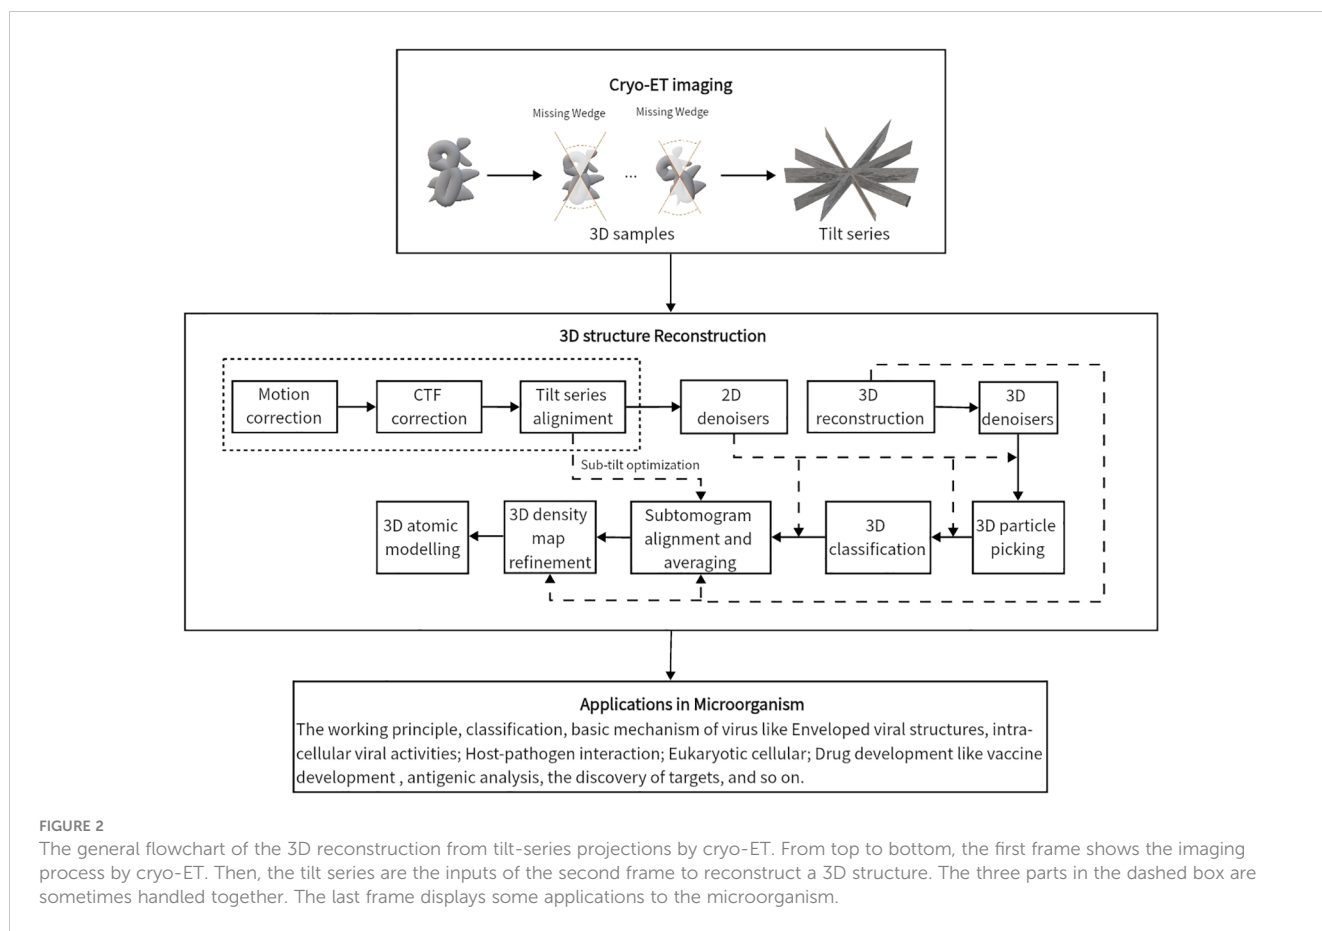 Cryo-ET imaging
Missing Wedge
Missing Wedge
...
3D samples
Tilt series
3D structure Reconstruction
Motion
correction
CTF
correction
Tilt series
aligniment
2D
denoisers
3D
reconstruction
3D
denoisers
Sub-tilt optimization
3D atomic
modelling
3D density
map
refinement
Subtomogram
alignment and
averaging
3D
classification
3D particle
picking
Applications in Microorganism
The working principle, classification, basic mechanism of virus like Enveloped viral structures, intra-
cellular viral activities; Host-pathogen interaction; Eukaryotic cellular; Drug development like vaccine
development , antigenic analysis, the discovery of targets, and so on.
FIGURE 2
The general flowchart of the 3D reconstruction from tilt-series projections by cryo-ET. From top to bottom, the first frame shows the imaging
process by cryo-ET. Then, the tilt series are the inputs of the second frame to reconstruct a 3D structure. The three parts in the dashed box are
sometimes handled together. The last frame displays some applications to the microorganism.